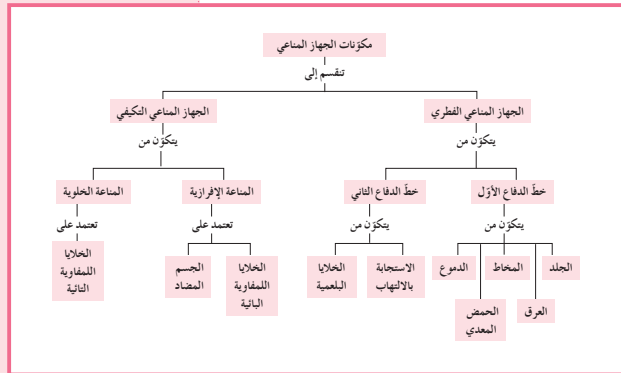 مكوّنات الجهاز المناعي
تنقسم إلى
الجهاز المناعي الفطري
الجهاز المناعي التكيفي
يتكوّن من
يتكوّن من
خطّ الدفاع الأوّل
خطّ الدفاع الثاني
المناعة الإفرازية
المناعة الخلوية
يتكوّن من
يتكوّن من
تعتمد على
تعتمد على
الجلد
المخاط
الدموع
العرق
الحمض
المعدي
الاستجابة
بالالتهاب
الخلايا
البلعمية
الخلايا
اللمفاوية
البائية
الجسم
المضاد
الخلايا
اللمفاوية
التائية